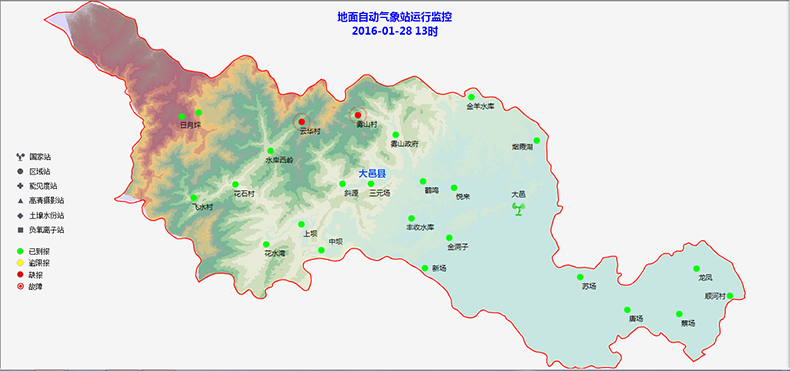 地面自动气象站运行监控
2016-01-28 13时
金羊水库
日月坪
云华村
雾山村
雾山政府
烟霞湖
国家站
水库西岭
区域站
大邑县
能见度站
花石村
斜源
三元场
鹤鸣
悦来
大邑
高清摄影站
飞水村
土壤水份站
丰收水库
负氧离子站
上坝
中坝
金洞子
已到报
花水湾
逾限报
新场
龙凤
缺报
苏场
故障
顺河村
唐场
魏场